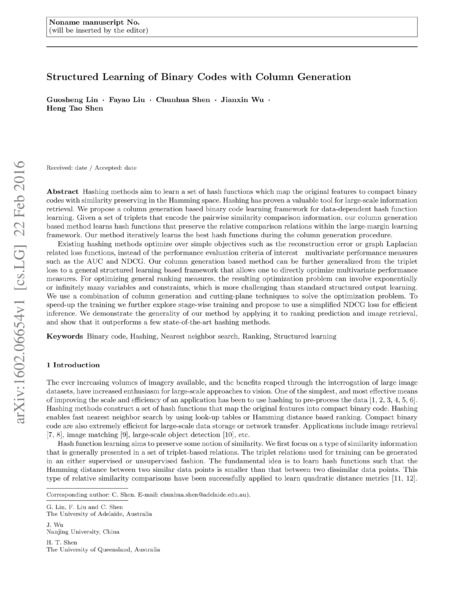 Noname manuscript No.
(will be inserted by the editor)
Structured Learning of Binary Codes with Column Generation
Guosheng Lin · Fayao Liu · Chunhua Shen · Jianxin Wu ·
Heng Tao Shen
Received: date / Accepted: date
Abstract Hashing methods aim to learn a set of hash functions which map the original features to compact binary
codes with similarity preserving in the Hamming space. Hashing has proven a valuable tool for large-scale information
retrieval. We propose a column generation based binary code learning framework for data-dependent hash function
learning. Given a set of triplets that encode the pairwise similarity comparison information, our column generation
based method learns hash functions that preserve the relative comparison relations within the large-margin learning
framework. Our method iteratively learns the best hash functions during the column generation procedure.
Existing hashing methods optimize over simple objectives such as the reconstruction error or graph Laplacian
related loss functions, instead of the performance evaluation criteria of interest multivariate performance measures
such as the AUC and NDCG. Our column generation based method can be further generalized from the triplet
loss to a general structured learning based framework that allows one to directly optimize multivariate performance
measures. For optimizing general ranking measures, the resulting optimization problem can involve exponentially
or infinitely many variables and constraints, which is more challenging than standard structured output learning.
We use a combination of column generation and cutting-plane techniques to solve the optimization problem. To
speed-up the training we further explore stage-wise training and propose to use a simplified NDCG loss for efficient
inference. We demonstrate the generality of our method by applying it to ranking prediction and image retrieval,
and show that it outperforms a few state-of-the-art hashing methods.
Keywords Binary code, Hashing, Nearest neighbor search, Ranking, Structured learning
1 Introduction
The ever increasing volumes of imagery available, and the benefits reaped through the interrogation of large image
datasets, have increased enthusiasm for large-scale approaches to vision. One of the simplest, and most effective means
of improving the scale and efficiency of an application has been to use hashing to pre-process the data [1, 2, 3, 4, 5, 6].
Hashing methods construct a set of hash functions that map the original features into compact binary code. Hashing
enables fast nearest neighbor search by using look-up tables or Hamming distance based ranking. Compact binary
code are also extremely efficient for large-scale data storage or network transfer. Applications include image retrieval
[7, 8], image matching [9], large-scale object detection [10], etc.
Hash function learning aims to preserve some notion of similarity. We first focus on a type of similarity information
that is generally presented in a set of triplet-based relations. The triplet relations used for training can be generated
in an either supervised or unsupervised fashion. The fundamental idea is to learn hash functions such that the
Hamming distance between two similar data points is smaller than that between two dissimilar data points. This
type of relative similarity comparisons have been successfully applied to learn quadratic distance metrics [11, 12].
Corresponding author: C. Shen. E-mail: chunhua.shen@adelaide.edu.au).
G. Lin, F. Liu and C. Shen
The University of Adelaide, Australia
J. Wu
Nanjing University, China
H. T. Shen
The University of Queensland, Australia
arXiv:1602.06654v1 [cs.LG] 22 Feb 2016